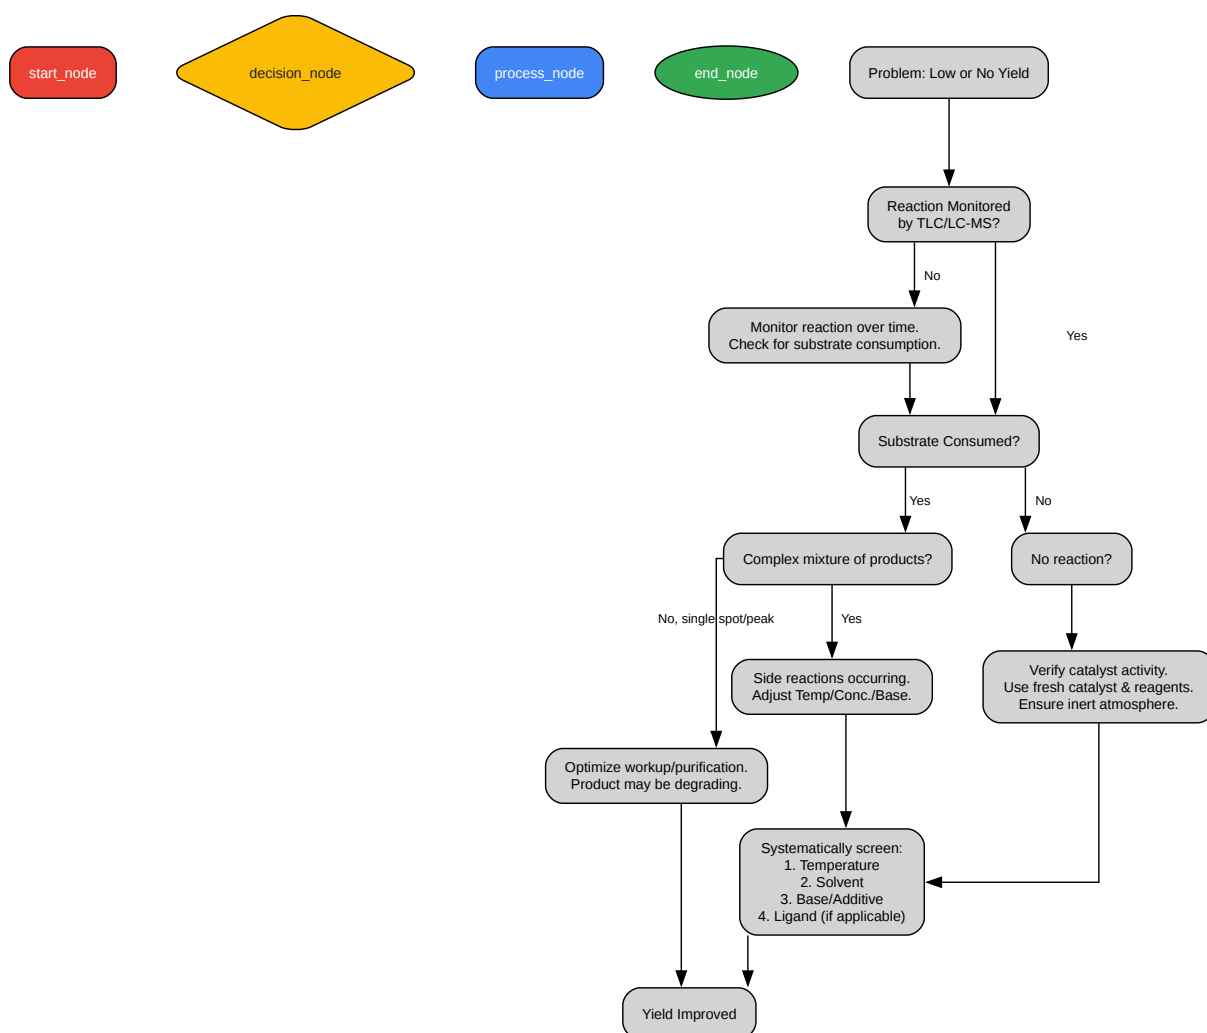 start_node
decision_node
process_node
end_node
Problem: Low or No Yield
Reaction Monitored
by TLC/LC-MS?
No
Monitor reaction over time.
Check for substrate consumption.
Yes
Substrate Consumed?
Yes
No
Complex mixture of products?
No reaction?
No, single spot/peak
Yes
Side reactions occurring.
Adjust Temp/Conc./Base.
Verify catalyst activity.
Use fresh catalyst & reagents.
Ensure inert atmosphere.
Optimize workup/purification.
Product may be degrading.
Systematically screen:
1. Temperature
2. Solvent
3. Base/Additive
4. Ligand (if applicable)
Yield Improved